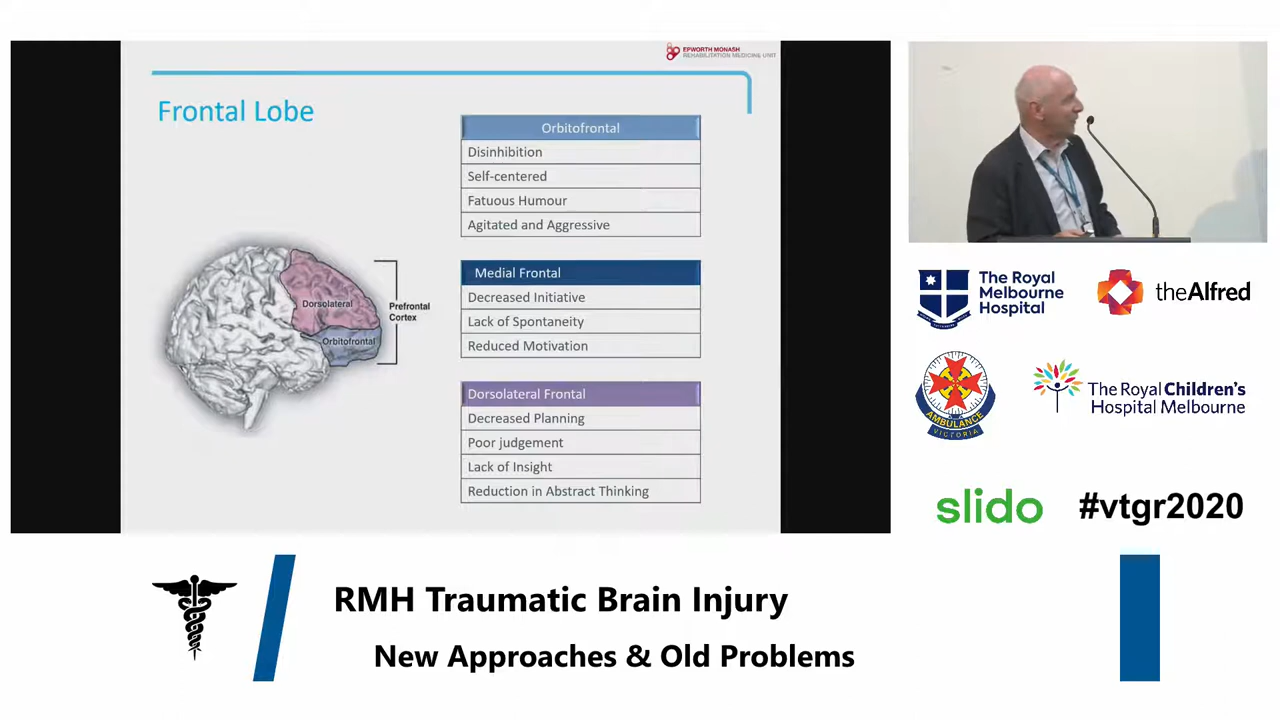 EPWORTH MONASH
REHABILITATION MEDICINE UNIT
Frontal Lobe
Orbitofrontal
Disinhibition
Self-centered
Fatuous Humour
Agitated and Aggressive
Medial Frontal
Decreased Initiative
Lack of Spontaneity
Reduced Motivation
Dorsolateral Frontal
Decreased Planning
Poor judgement
Lack of Insight
Reduction in Abstract Thinking
Dorsolateral
Orbitofrontal
Prefrontal
Cortex
The Royal
Melbourne
Hospital
theAlfred
AMBULANCE
VICTORIA
The Royal Children's
Hospital Melbourne
slido
#vtgr2020
RMH Traumatic Brain Injury
New Approaches & Old Problems